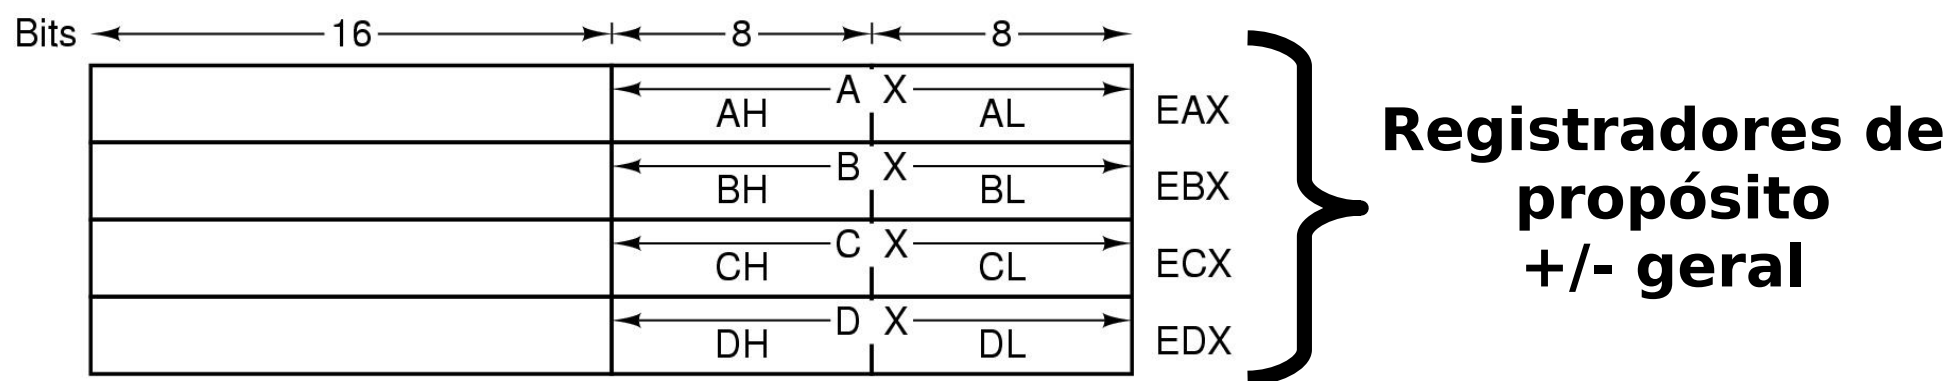 Bits 16 8 8
A X
AH AL EAX
B X
BH BL EBX
C X
CH CL ECX
D X
DH DL EDX
Registradores de
propósito
+/- geral